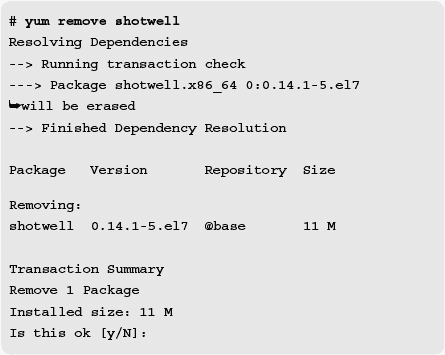 # yum remove shotwell
Resolving Dependencies
--> Running transaction check
---> Package shotwell.x86_64 0:0.14.1-5.el7
➥will be erased
--> Finished Dependency Resolution
Package Version Repository Size
Removing:
shotwell 0.14.1-5.el7 @base 11 M
Transaction Summary
Remove 1 Package
Installed size: 11 M
Is this ok [y/N]: